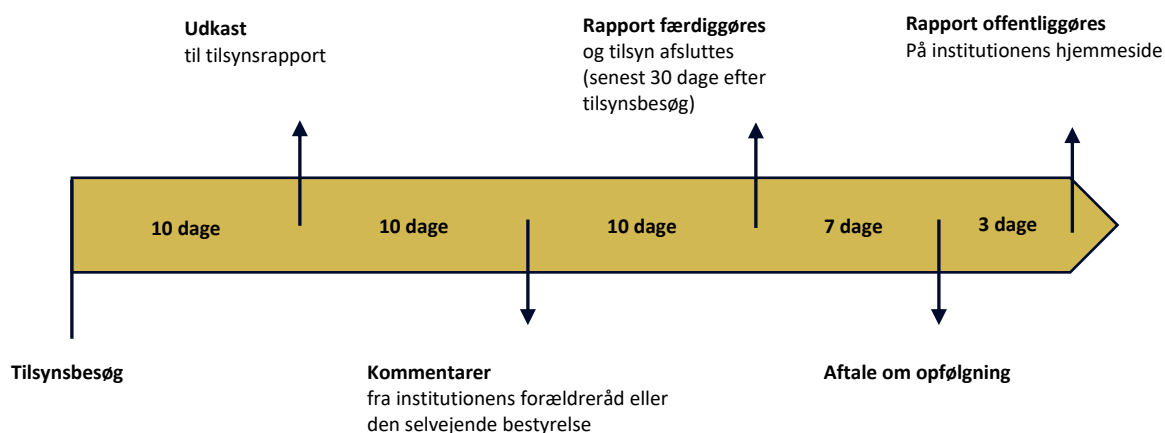 Udkast
til tilsynsrapport
Rapport færdiggøres
og tilsyn afsluttes
(senest 30 dage efter
tilsynsbesøg)
Rapport offentliggøres
På institutionens hjemmeside
10 dage
10 dage
10 dage
7 dage
3 dage
Tilsynsbesøg
Kommentarer
fra institutionens forældreråd eller
den selvejende bestyrelse
Aftale om opfølgning